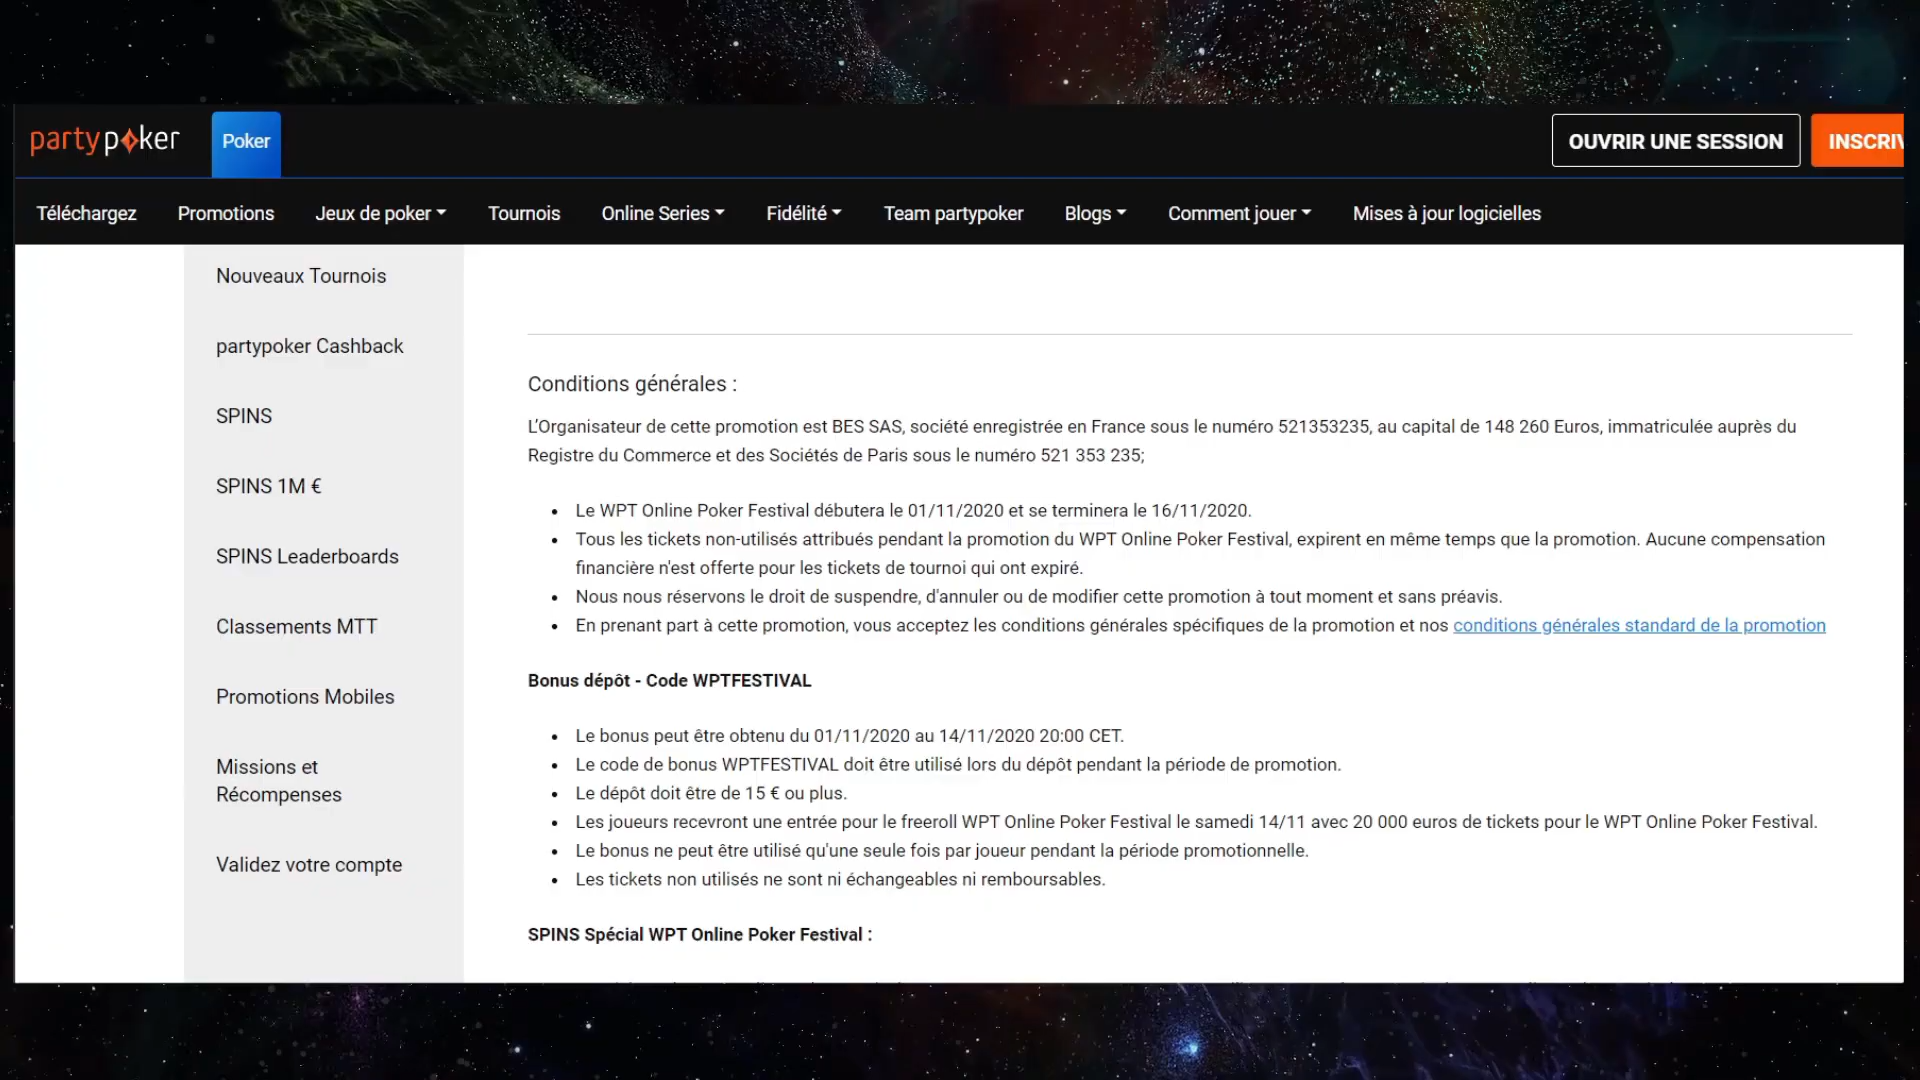 partypoker
Poker
OUVRIR UNE SESSION
INSCRIV
Téléchargez
Promotions
Jeux de poker
Tournois
Online Series
Fidélité
Team partypoker
Blogs
Comment jouer
Mises à jour logicielles
Nouveaux Tournois
partypoker Cashback
SPINS
SPINS 1M €
SPINS Leaderboards
Classements MTT
Promotions Mobiles
Missions et
Récompenses
Validez votre compte
Conditions générales :
L'Organisateur de cette promotion est BES SAS, société enregistrée en France sous le numéro 521353235, au capital de 148 260 Euros, immatriculée auprès du
Registre du Commerce et des Sociétés de Paris sous le numéro 521 353 235;
• Le WPT Online Poker Festival débutera le 01/11/2020 et se terminera le 16/11/2020.
• Tous les tickets non-utilisés attribués pendant la promotion du WPT Online Poker Festival, expirent en même temps que la promotion. Aucune compensation
financière n'est offerte pour les tickets de tournoi qui ont expiré.
• Nous nous réservons le droit de suspendre, d'annuler ou de modifier cette promotion à tout moment et sans préavis.
• En prenant part à cette promotion, vous acceptez les conditions générales spécifiques de la promotion et nos conditions générales standard de la promotion
Bonus dépôt - Code WPTFESTIVAL
• Le bonus peut être obtenu du 01/11/2020 au 14/11/2020 20:00 CET.
• Le code de bonus WPTFESTIVAL doit être utilisé lors du dépôt pendant la période de promotion.
• Le dépôt doit être de 15 € ou plus.
• Les joueurs recevront une entrée pour le freeroll WPT Online Poker Festival le samedi 14/11 avec 20 000 euros de tickets pour le WPT Online Poker Festival.
• Le bonus ne peut être utilisé qu'une seule fois par joueur pendant la période promotionnelle.
• Les tickets non utilisés ne sont ni échangeables ni remboursables.
SPINS Spécial WPT Online Poker Festival :